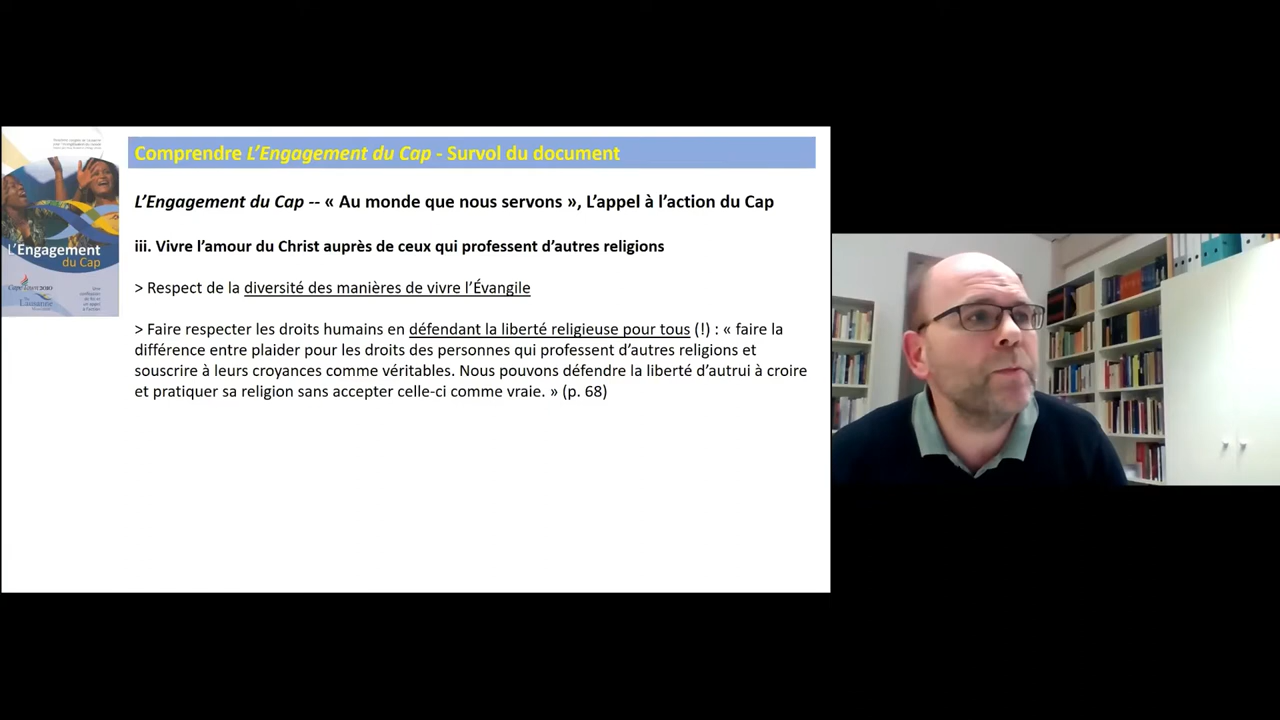 Comprendre L’Engagement du Cap - Survol du document
L’Engagement du Cap -- « Au monde que nous servons », L’appel à l’action du Cap
iii. Vivre l’amour du Christ auprès de ceux qui professent d’autres religions
> Respect de la diversité des manières de vivre l’Évangile
> Faire respecter les droits humains en défendant la liberté religieuse pour tous (!) : « faire la
différence entre plaider pour les droits des personnes qui professent d’autres religions et
souscrire à leurs croyances comme véritables. Nous pouvons défendre la liberté d’autrui à croire
et pratiquer sa religion sans accepter celle-ci comme vraie. » (p. 68)
L’Engagement
du Cap
Lausanne